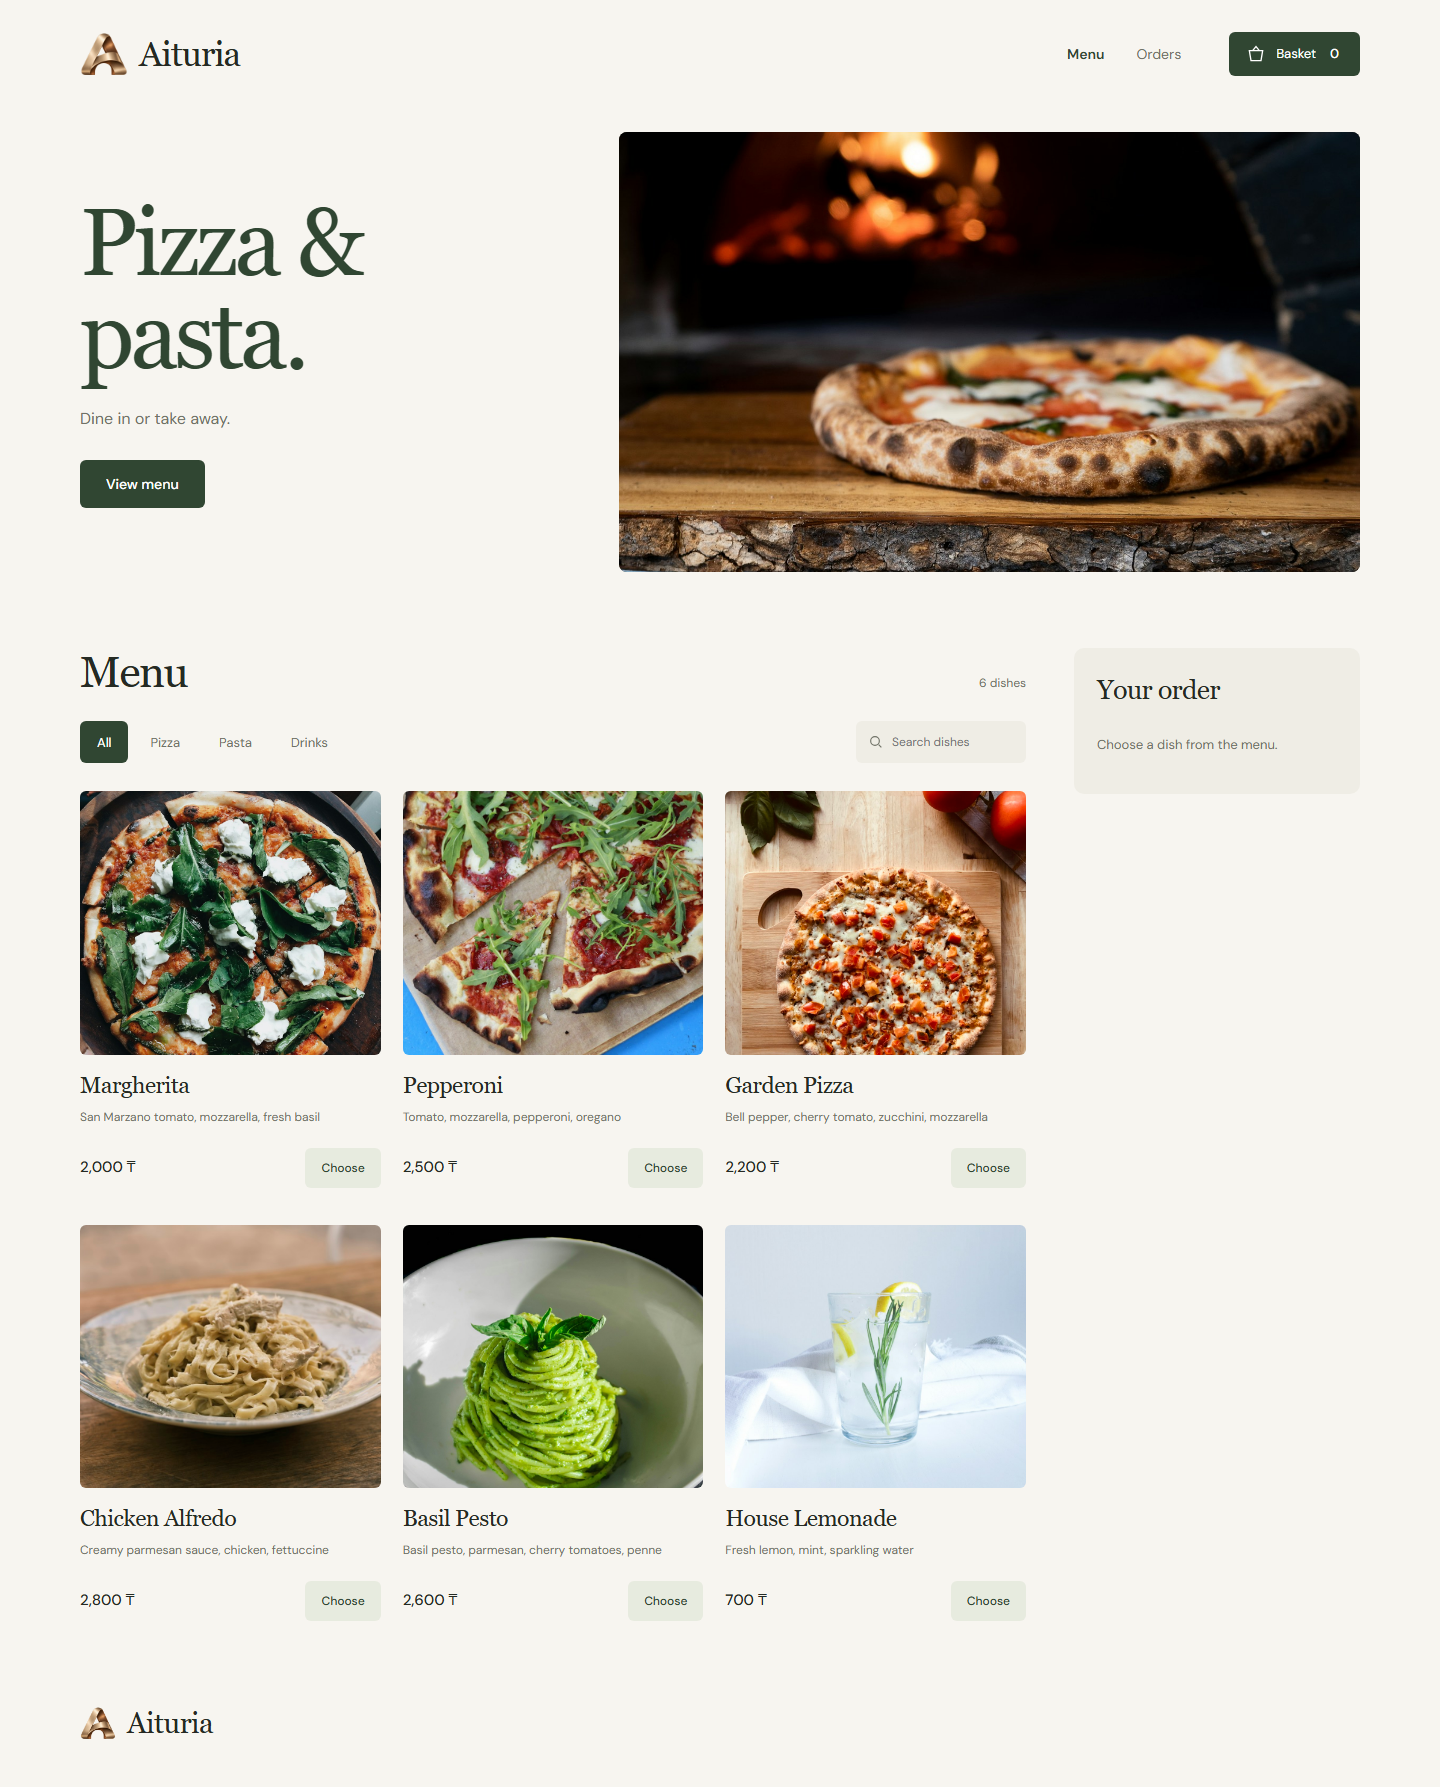 Aituria
Menu
Orders
Basket 0
Pizza &
pasta.
Dine in or take away.
View menu
Menu
6 dishes
All
Pizza
Pasta
Drinks
Search dishes
Your order
Choose a dish from the menu.
Margherita
San Marzano tomato, mozzarella, fresh basil
2,000 ₸
Choose
Pepperoni
Tomato, mozzarella, pepperoni, oregano
2,500 ₸
Choose
Garden Pizza
Bell pepper, cherry tomato, zucchini, mozzarella
2,200 ₸
Choose
Chicken Alfredo
Creamy parmesan sauce, chicken, fettuccine
2,800 ₸
Choose
Basil Pesto
Basil pesto, parmesan, cherry tomatoes, penne
2,600 ₸
Choose
House Lemonade
Fresh lemon, mint, sparkling water
700 ₸
Choose
Aituria